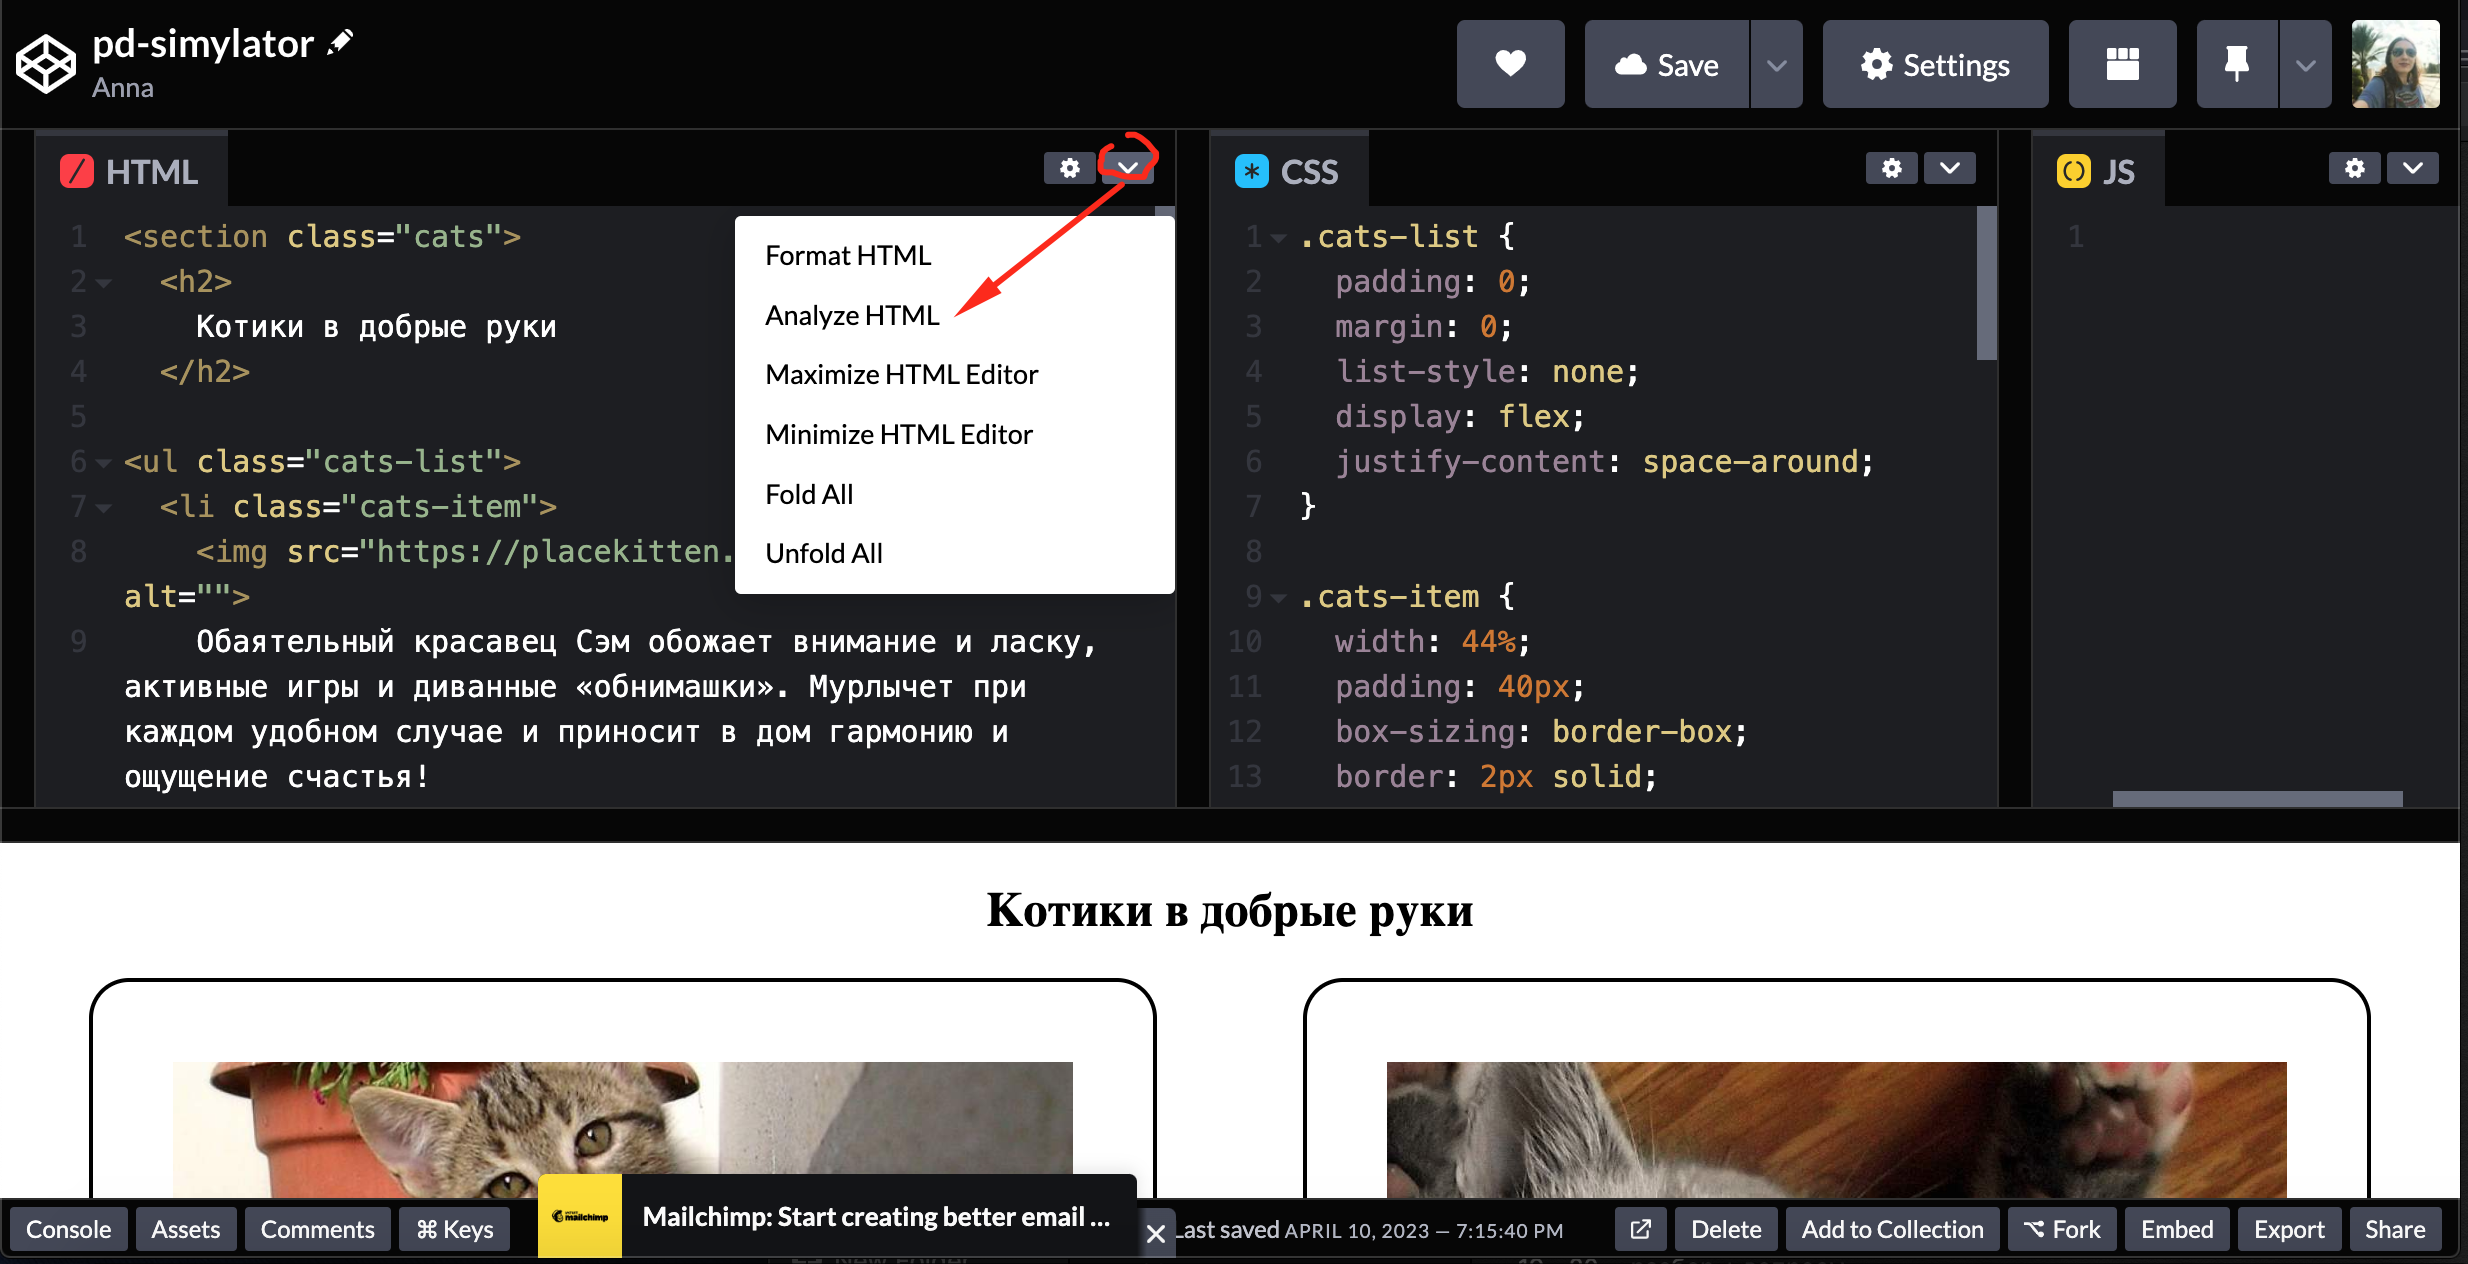 pd-simylator
Anna
Save
Settings
HTML
1 <section class="cats">
2 <h2>
3 Котики в добрые руки
4 </h2>
5
6 <ul class="cats-list">
7 <li class="cats-item">
8 <img src="https://placekitten.
alt="">
9 Обаятельный красавец Сэм обожает внимание и ласку,
активные игры и диванные «обнимашки». Мурлычет при
каждом удобном случае и приносит в дом гармонию и
ощущение счастья!
Format HTML
Analyze HTML
Maximize HTML Editor
Minimize HTML Editor
Fold All
Unfold All
CSS
1 .cats-list {
2 padding: 0;
3 margin: 0;
4 list-style: none;
5 display: flex;
6 justify-content: space-around;
7 }
8
9 .cats-item {
10 width: 44%;
11 padding: 40px;
12 box-sizing: border-box;
13 border: 2px solid;
JS
1
Котики в добрые руки
Console
Assets
Comments
⌘ Keys
mailchimp
Mailchimp: Start creating better email ...
Last saved APRIL 10, 2023 — 7:15:40 PM
Delete
Add to Collection
Fork
Embed
Export
Share